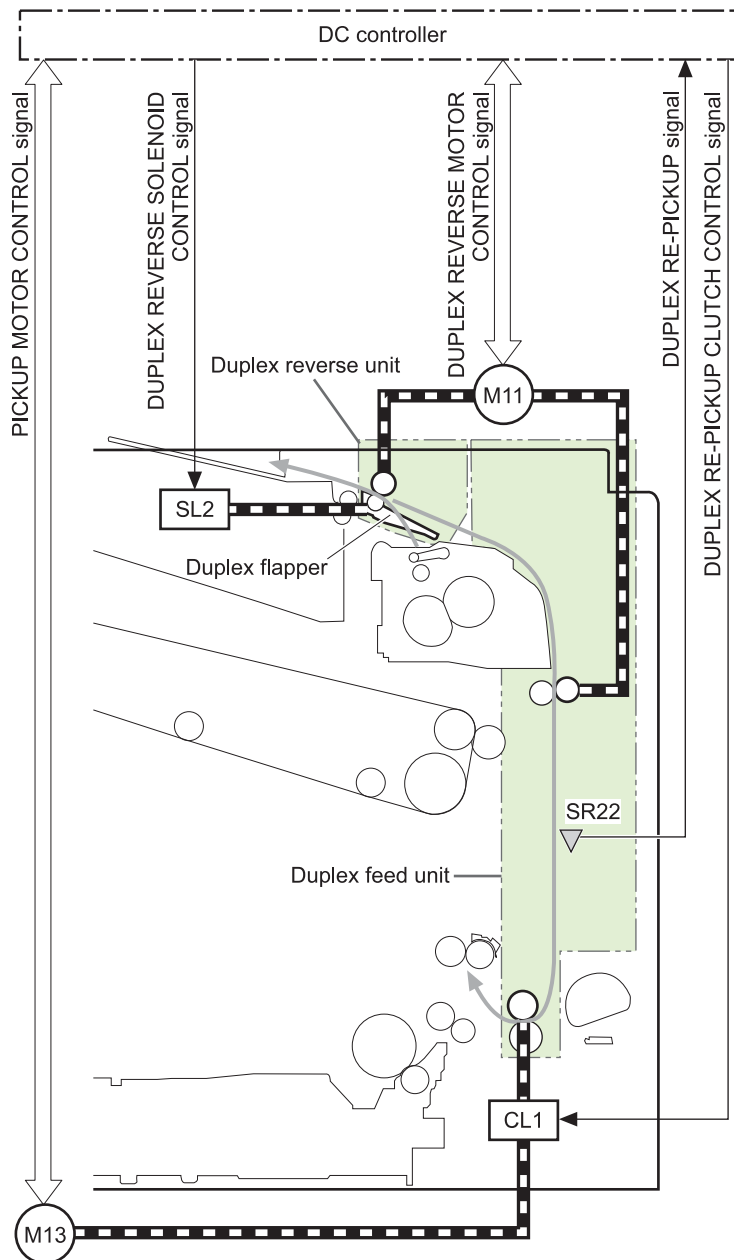 DC controller
PICKUP MOTOR CONTROL signal
DUPLEX REVERSE SOLENOID
CONTROL signal
DUPLEX REVERSE MOTOR
CONTROL signal
DUPLEX RE-PICKUP signal
DUPLEX RE-PICKUP CLUTCH CONTROL signal
Duplex reverse unit
M11
SL2
Duplex flapper
SR22
Duplex feed unit
CL1
M13